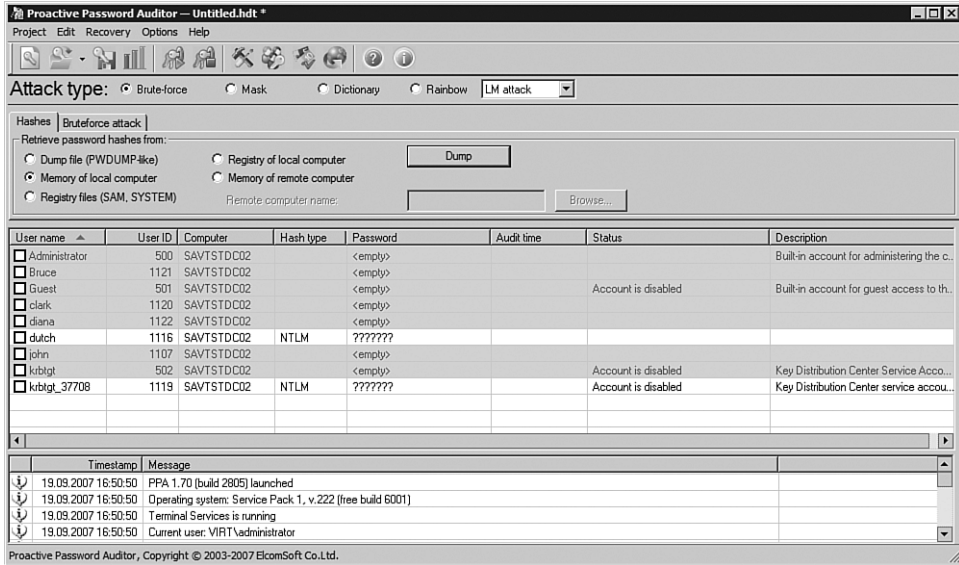 Proactive Password Auditor — Untitled.hdt *
Project Edit Recovery Options Help
Attack type: Brute-force Mask Dictionary Rainbow LM attack
Hashes Bruteforce attack
Retrieve password hashes from:
Dump file (PWDUMP-like) Registry of local computer Dump
Memory of local computer Memory of remote computer
Registry files (SAM, SYSTEM) Remote computer name: Browse...
User name User ID Computer Hash type Password Audit time Status Description
Administrator 500 SAVTSTDC02 <empty> Built-in account for administering the c...
Bruce 1121 SAVTSTDC02 <empty>
Guest 501 SAVTSTDC02 <empty> Account is disabled Built-in account for guest access to th...
clark 1120 SAVTSTDC02 <empty>
diana 1122 SAVTSTDC02 <empty>
dutch 1116 SAVTSTDC02 NTLM ???????
john 1107 SAVTSTDC02 <empty>
krbtgt 502 SAVTSTDC02 <empty> Account is disabled Key Distribution Center Service Acco...
krbtgt_37708 1119 SAVTSTDC02 NTLM ??????? Account is disabled Key Distribution Center service accou...
Timestamp Message
19.09.2007 16:50:50 PPA 1.70 (build 2805) launched
19.09.2007 16:50:50 Operating system: Service Pack 1, v.222 (free build 6001)
19.09.2007 16:50:50 Terminal Services is running
19.09.2007 16:50:50 Current user: VIRT\administrator
Proactive Password Auditor, Copyright © 2003-2007 ElcomSoft Co.Ltd.